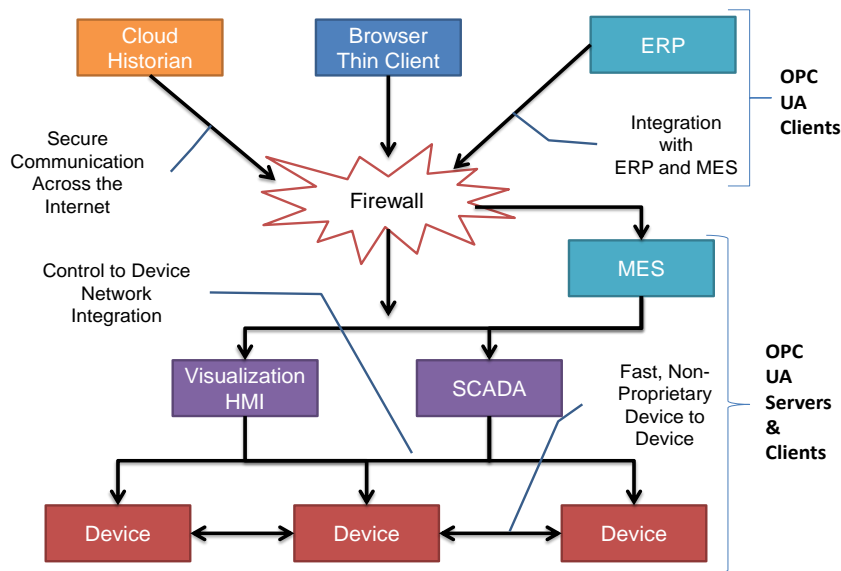 Cloud
Historian
Browser
Thin Client
ERP
OPC
UA
Clients
Secure
Communication
Across the
Internet
Integration
with
ERP and MES
Firewall
Control to Device
Network
Integration
MES
Visualization
HMI
SCADA
Fast, Non-
Proprietary
Device to
Device
OPC
UA
Servers
&
Clients
Device
Device
Device